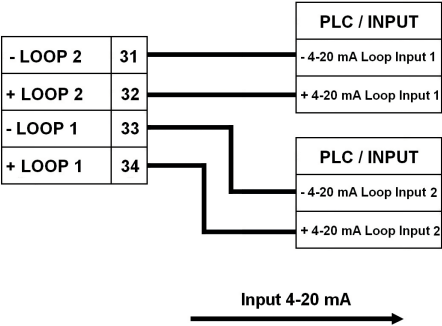 PLC / INPUT
- LOOP 2 31 - 4-20 mA Loop Input 1
+ LOOP 2 32 + 4-20 mA Loop Input 1
- LOOP 1 33
+ LOOP 1 34
PLC / INPUT
- 4-20 mA Loop Input 2
+ 4-20 mA Loop Input 2
Input 4-20 mA